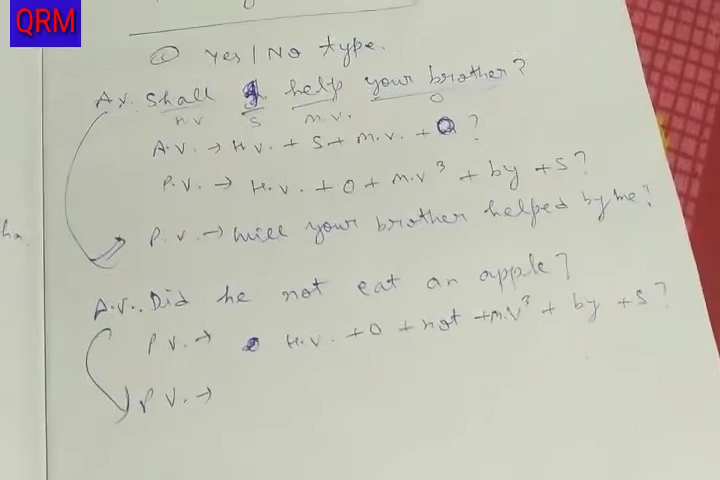 QRM
① Yes/No type.
A.V. Shall I help your brother?
H.V S M.V. O
A.V. → H.V. + S + M.V. + O ?
P.V. → H.V. + O + M.V³ + by + S ?
P.V. → will your brother helped by me?
A.V. Did he not eat an apple?
P.V. → H.V. + O + not + M.V³ + by + S ?
P.V. →